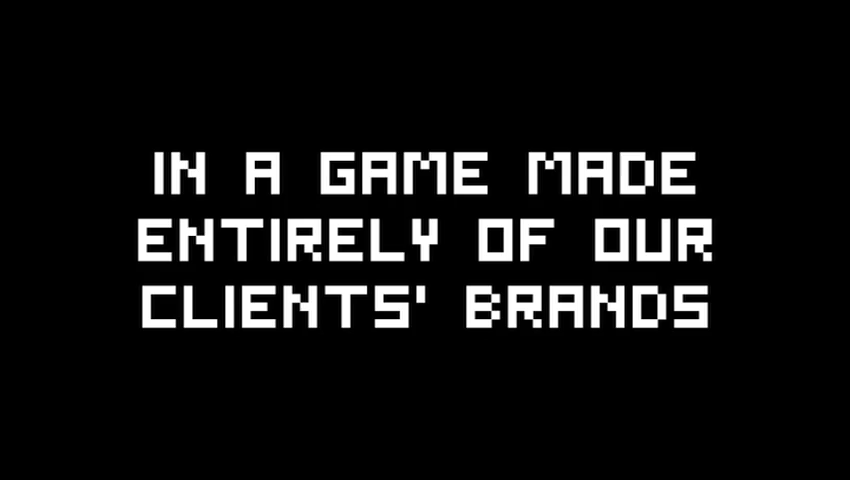 IN A GAME MADE
ENTIRELY OF OUR
CLIENTS' BRANDS